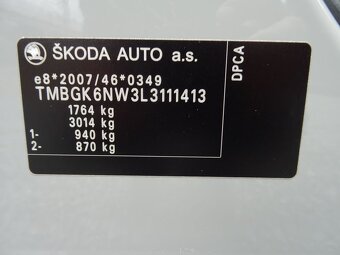 ŠKODA AUTO a.s.
e8*2007/46*0349
TMBGK6NW3L3111413
1764 kg
3014 kg
1- 940 kg
2- 870 kg
DPCA